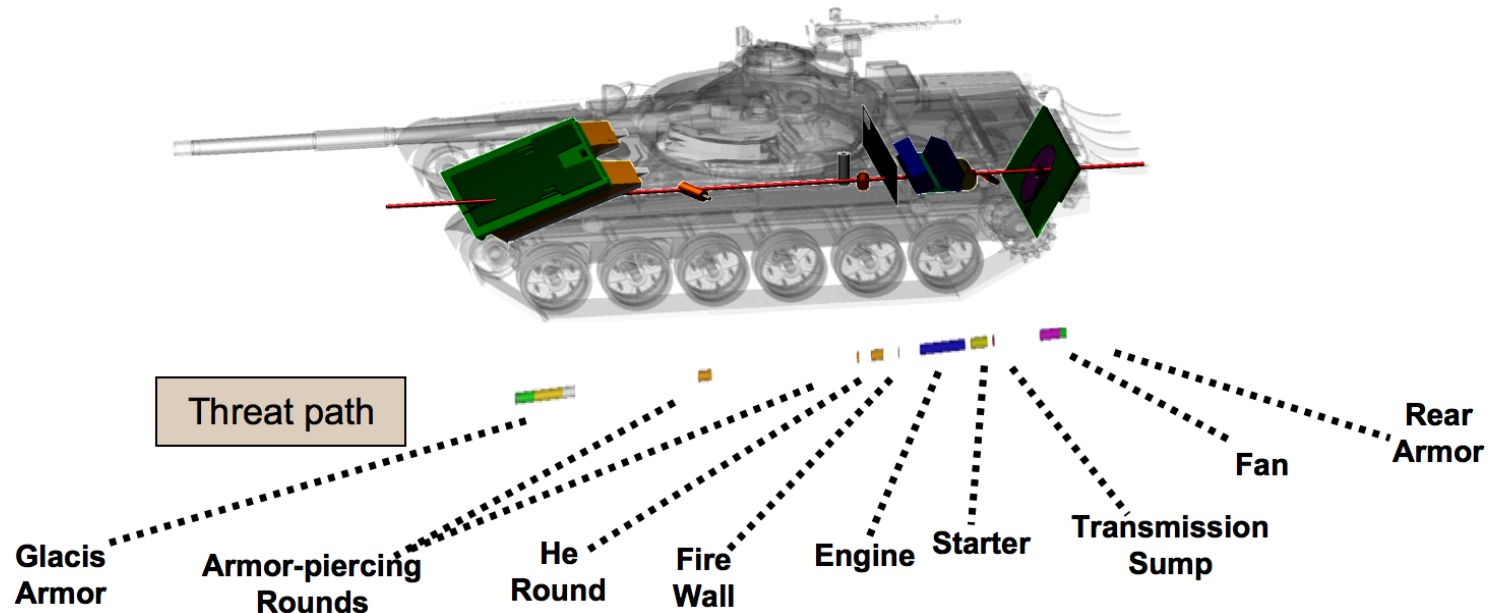 Threat path
Glacis
Armor
Armor-piercing
Rounds
He
Round
Fire
Wall
Engine
Starter
Transmission
Sump
Fan
Rear
Armor